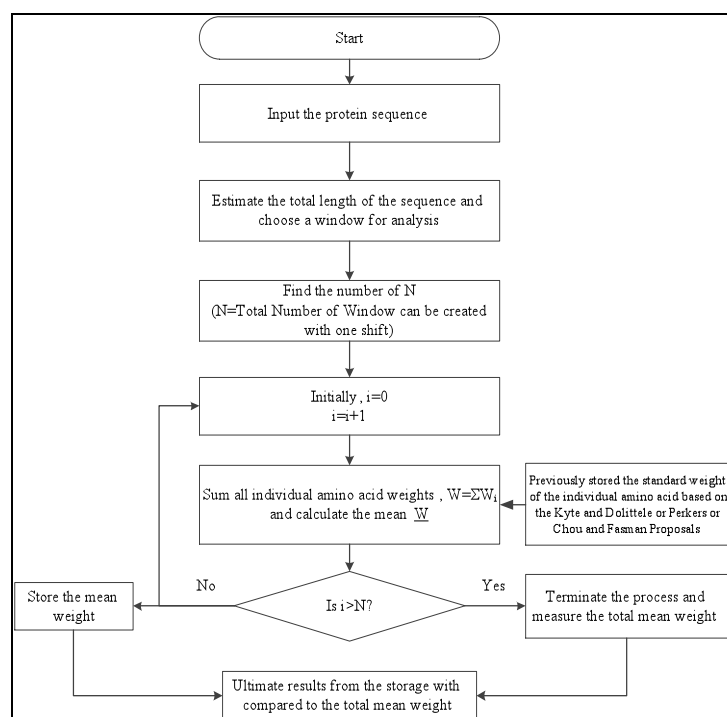 Start
Input the protein sequence
Estimate the total length of the sequence and
choose a window for analysis
Find the number of N
(N=Total Number of Window can be created
with one shift)
Initially , i=0
i=i+1
Sum all individual amino acid weights , W=ΣWi
and calculate the mean W
Previously stored the standard weight
of the individual amino acid based on
the Kyte and Dolittele or Perkers or
Chou and Fasman Proposals
No
Yes
Is i>N?
Store the mean
weight
Terminate the process and
measure the total mean weight
Ultimate results from the storage with
compared to the total mean weight